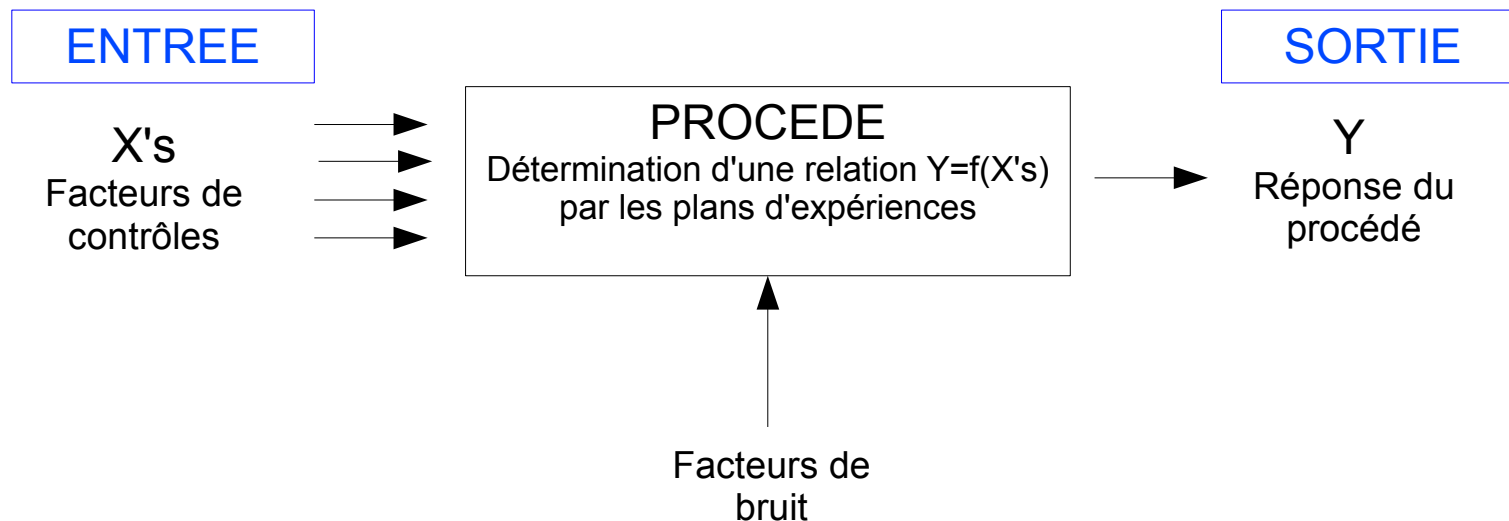 ENTREE
SORTIE
X's
Facteurs de
contrôles
PROCEDE
Détermination d'une relation Y=f(X's)
par les plans d'expériences
Y
Réponse du
procédé
Facteurs de
bruit